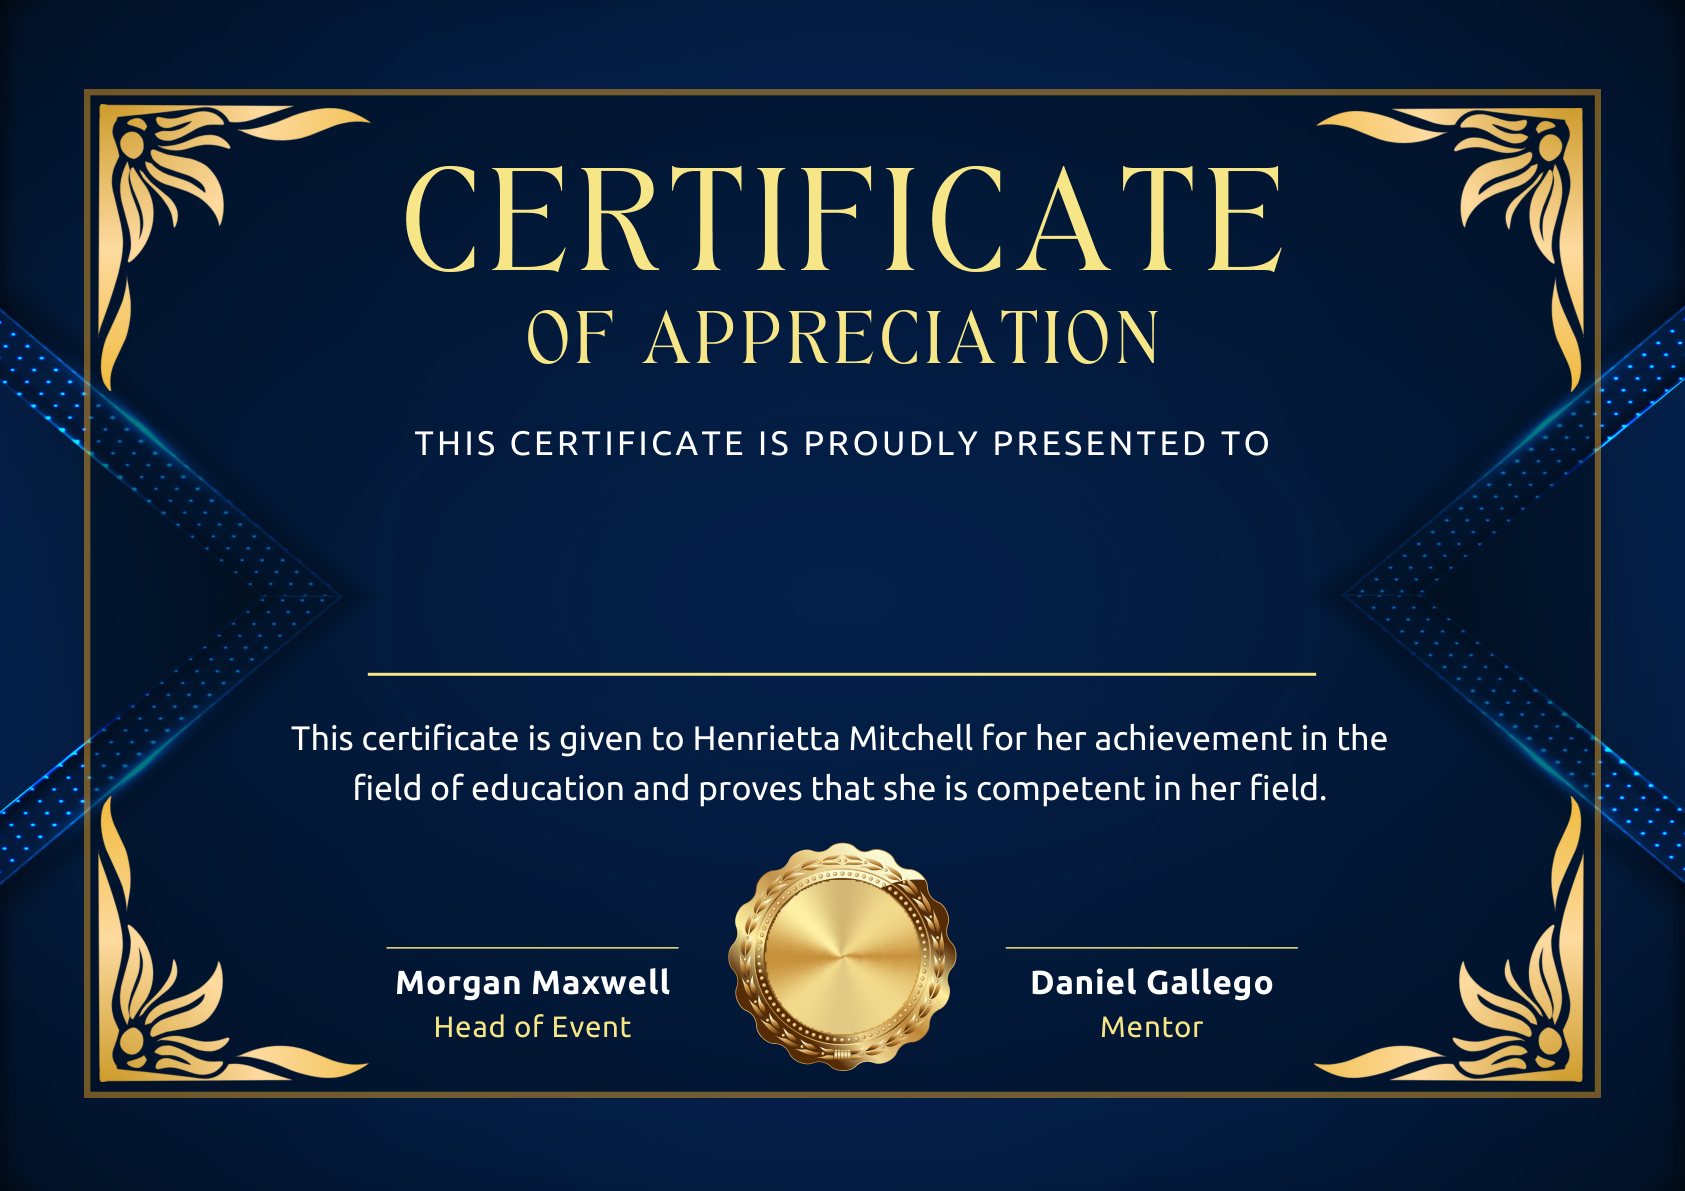 CERTIFICATE
OF APPRECIATION
THIS CERTIFICATE IS PROUDLY PRESENTED TO
This certificate is given to Henrietta Mitchell for her achievement in the
field of education and proves that she is competent in her field.
Morgan Maxwell
Head of Event
Daniel Gallego
Mentor